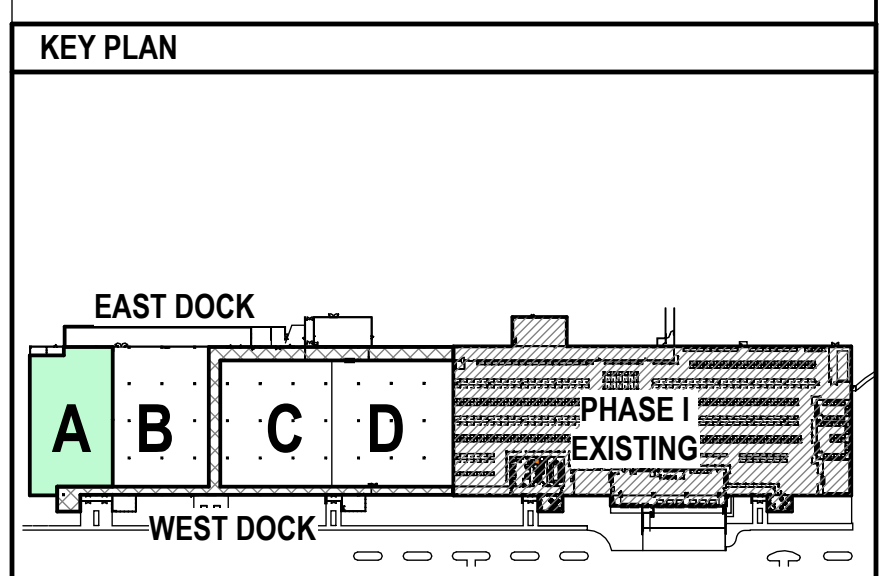 KEY PLAN
EAST DOCK
A B C D
PHASE I
EXISTING
WEST DOCK